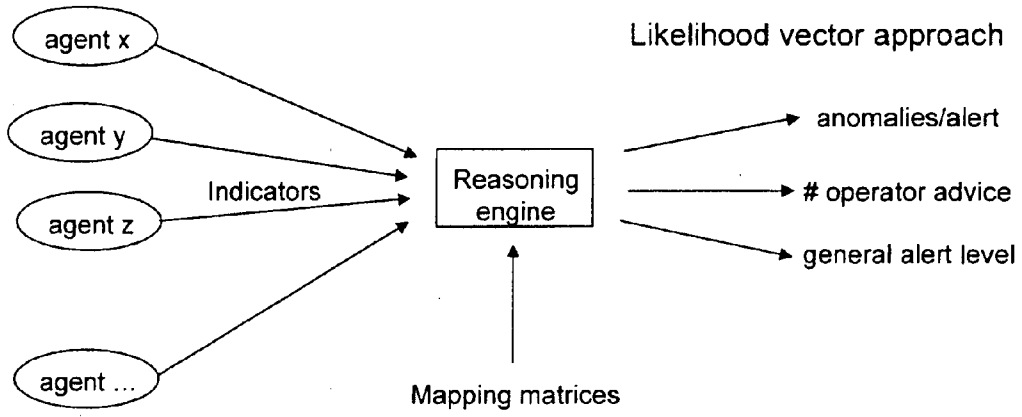 agent x
Likelihood vector approach
agent y
anomalies/alert
Indicators
Reasoning
engine
# operator advice
agent z
general alert level
agent ...
Mapping matrices